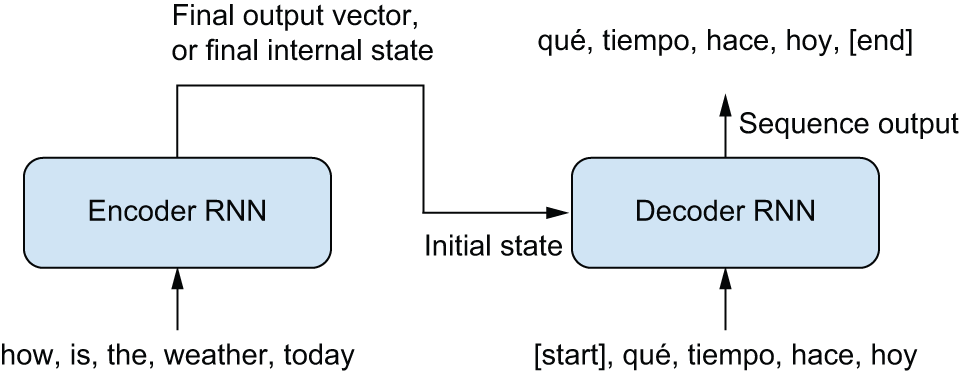 Final output vector,
or final internal state
qué, tiempo, hace, hoy, [end]
Sequence output
Encoder RNN
Decoder RNN
Initial state
how, is, the, weather, today
[start], qué, tiempo, hace, hoy